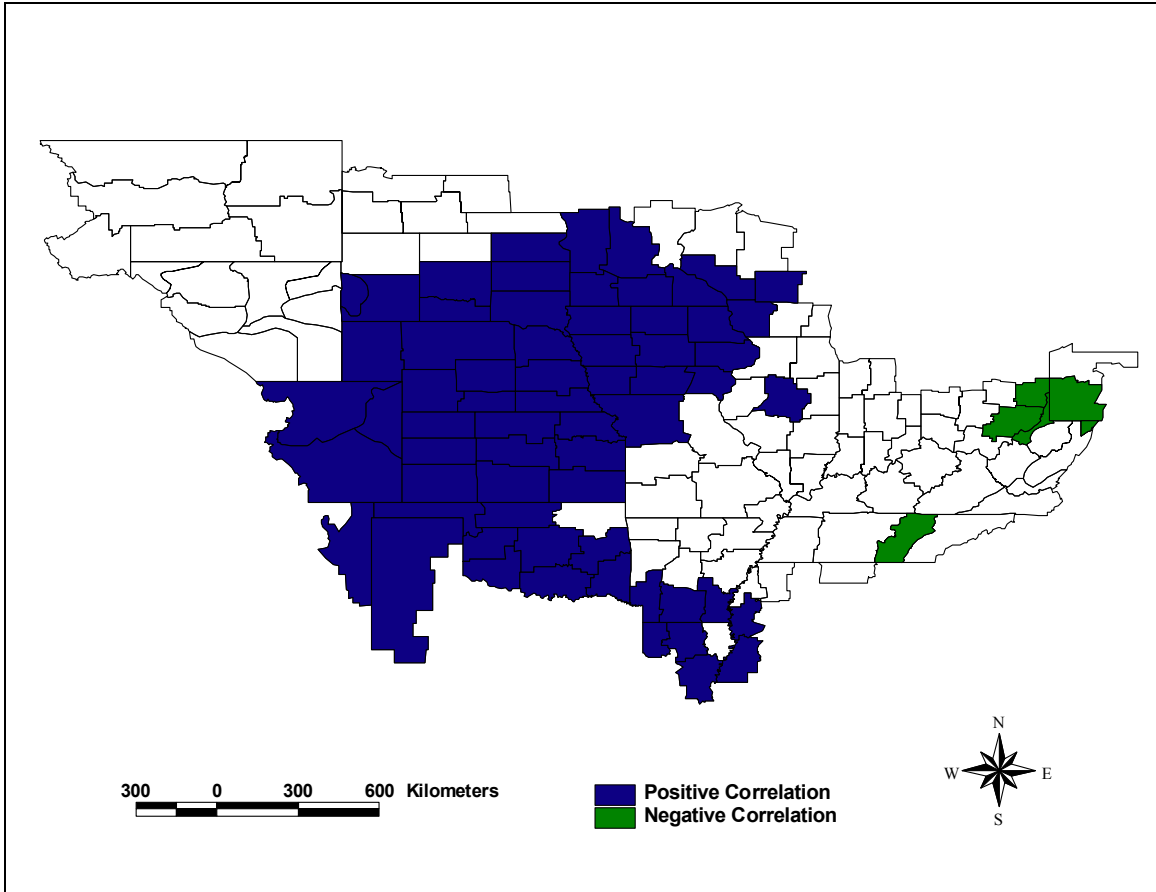 N
W E
S
300 0 300 600 Kilometers
Positive Correlation
Negative Correlation